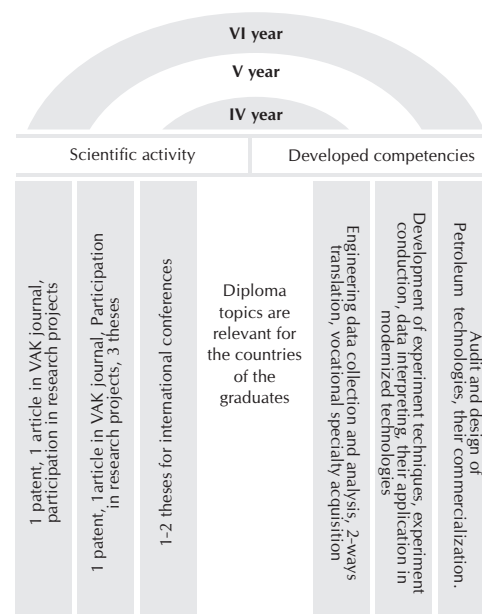 VI year
V year
IV year
Scientific activity
Developed competencies
1 patent, 1 article in VAK journal,
participation in research projects
1 patent, 1 article in VAK journal, Participation
in research projects, 3 theses
1-2 theses for international conferences
Diploma
topics are
relevant for
the countries
of the
graduates
Engineering data collection and analysis, 2-ways
translation, vocational specialty acquisition
Development of experiment techniques, experiment
conduction, data interpreting, their application in
modernized technologies
Audit and design of
Petroleum technologies, their commercialization.